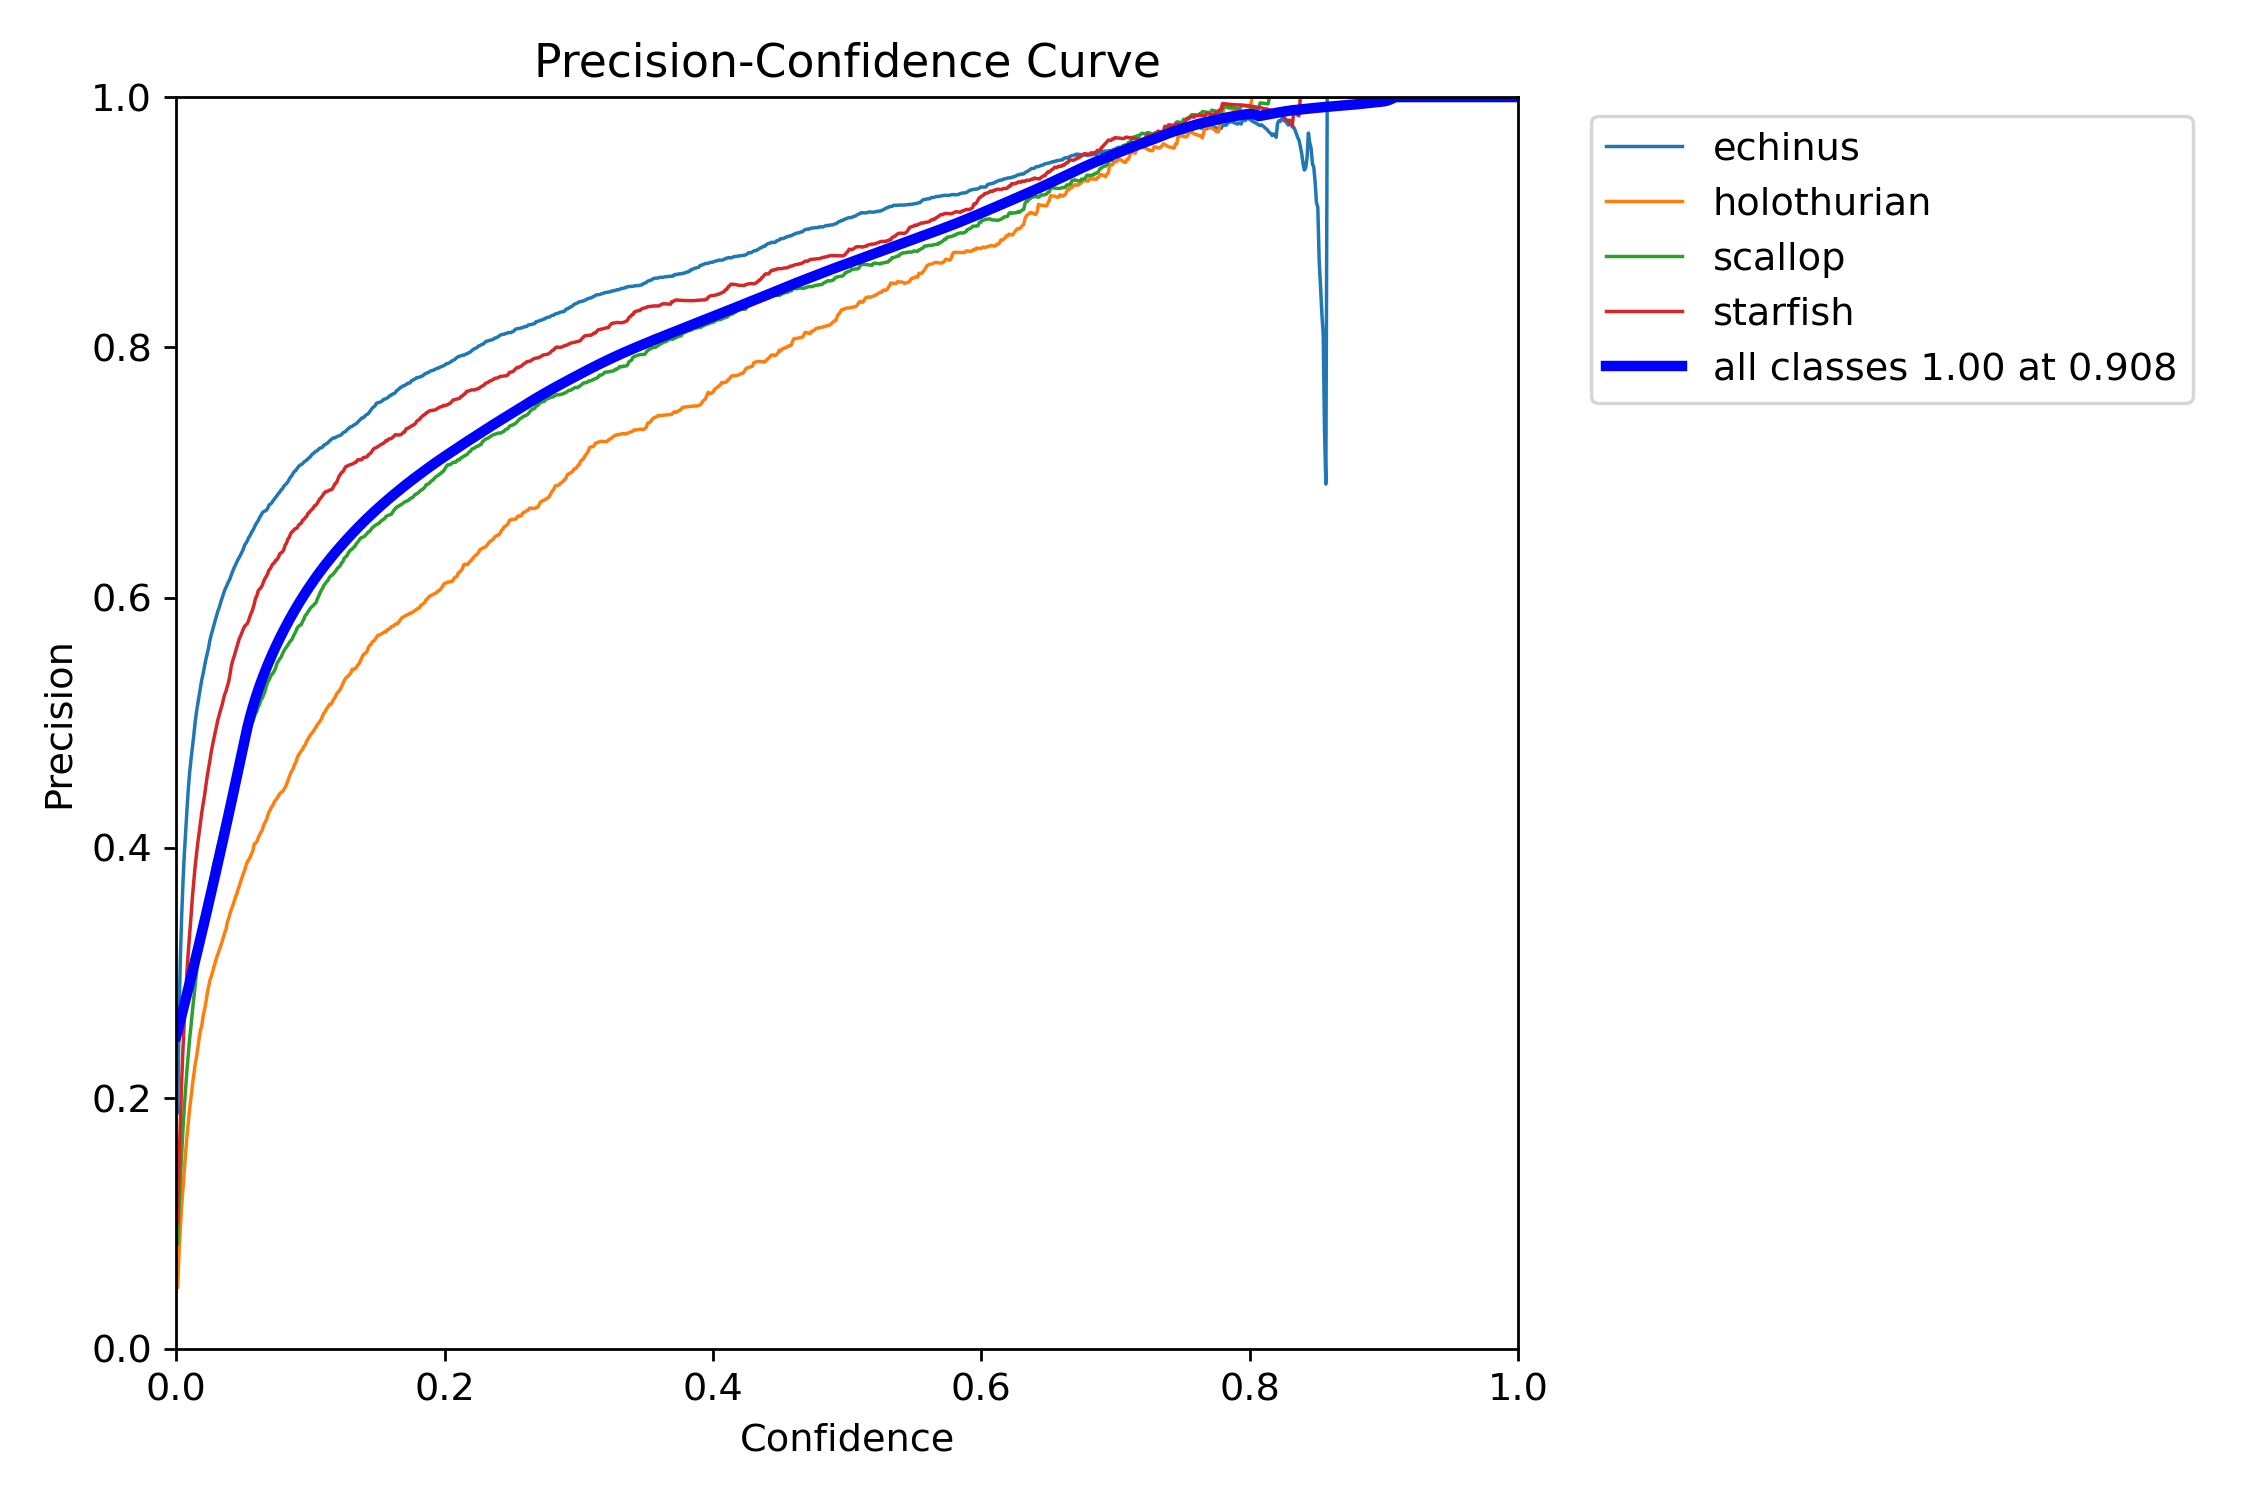 Precision-Confidence Curve
1.0
0.8
0.6
0.4
0.2
0.0
Precision
0.0 0.2 0.4 0.6 0.8 1.0
Confidence
echinus
holothurian
scallop
starfish
all classes 1.00 at 0.908